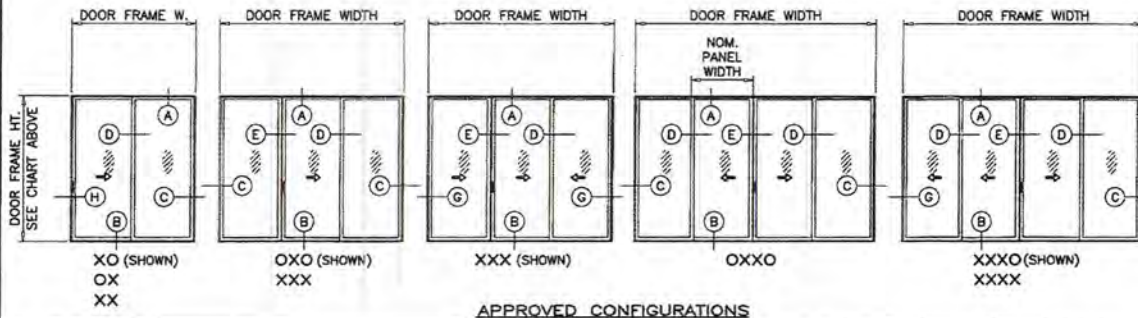 DOOR FRAME W.
DOOR FRAME WIDTH
DOOR FRAME WIDTH
DOOR FRAME WIDTH
DOOR FRAME WIDTH
NOM.
PANEL
WIDTH
DOOR FRAME HT.
SEE CHART ABOVE
A
D
H
C
B
A
E
D
C
C
B
A
E
D
G
G
B
A
D
E
D
C
C
B
A
D
E
D
G
C
B
XO (SHOWN)
OX
XX
OXO (SHOWN)
XXX
XXX (SHOWN)
OXXO
XXXO (SHOWN)
XXXX
APPROVED CONFIGURATIONS